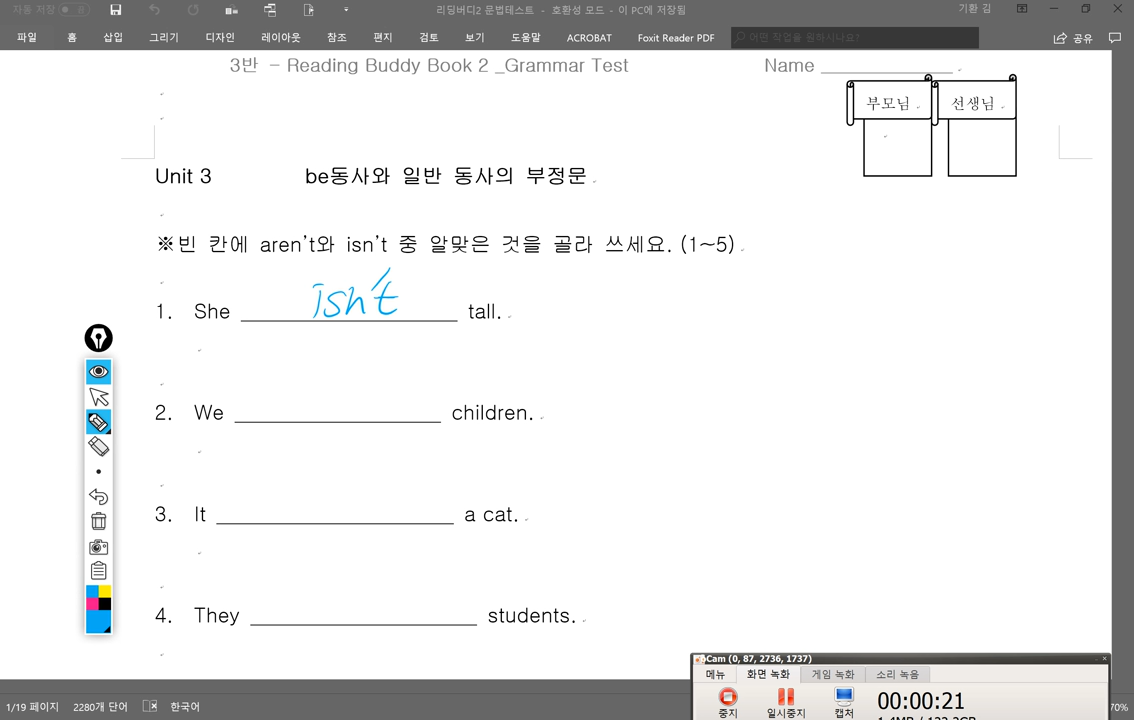 자동 저장 끔 리딩버디2 문법테스트 - 호환성 모드 - 이 PC에 저장됨 기환 김
파일 홈 삽입 그리기 디자인 레이아웃 참조 편지 검토 보기 도움말 ACROBAT Foxit Reader PDF 어떤 작업을 원하시나요? 공유
3반 - Reading Buddy Book 2 _Grammar Test Name ____________
부모님 선생님
Unit 3 be동사와 일반 동사의 부정문
※빈 칸에 aren't와 isn't 중 알맞은 것을 골라 쓰세요. (1~5)
1. She isn't tall.
2. We ____________________ children.
3. It ____________________ a cat.
4. They ____________________ students.
oCam (0, 87, 2736, 1737)
메뉴 화면 녹화 게임 녹화 소리 녹음
중지 일시중지 캡처 00:00:21
1/19 페이지 2280개 단어 한국어 70%